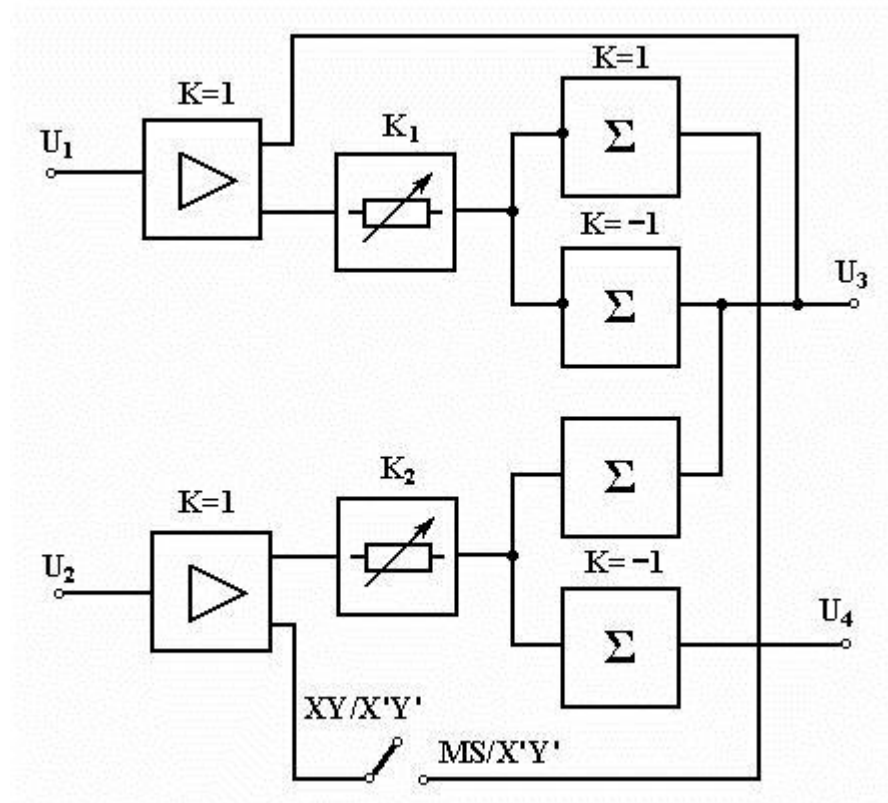 K=1
K=1
K₁
U₁
Σ
K= −1
Σ
U₃
K₂
K=1
Σ
U₂
K= −1
U₄
Σ
XY/X'Y'
MS/X'Y'